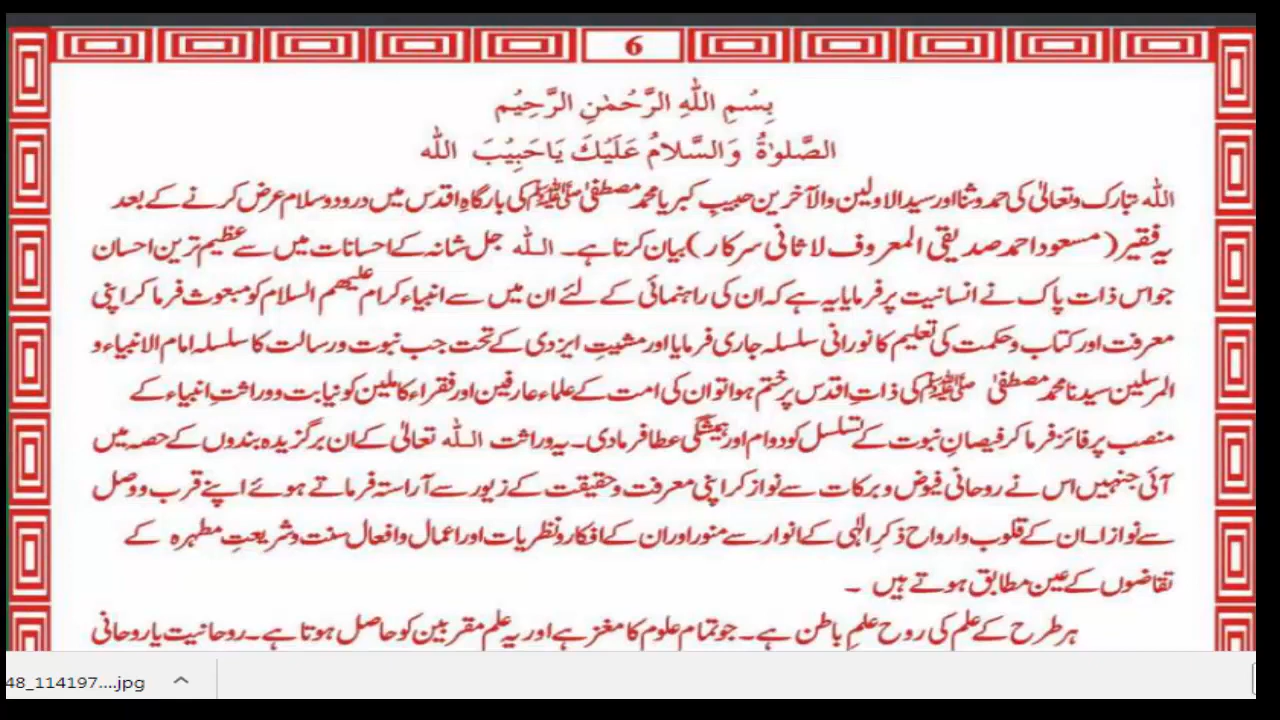 6
بِسْمِ اللّٰهِ الرَّحْمٰنِ الرَّحِيْمِ
الصَّلوٰةُ وَالسَّلامُ عَلَيْكَ يَاحَبِيْبَ اللّٰه
اللّٰہ تبارک وتعالیٰ کی حمد وثنا اور سید الاولین والآخرین حبیبِ کبریا محمد مصطفیٰ ﷺ کی بارگاہِ اقدس میں درود وسلام عرض کرنے کے بعد
یہ فقیر (مسعود احمد صدیقی المعروف لاثانی سرکار) بیان کرتا ہے۔ اللّٰہ جل شانہ کے احسانات میں سے عظیم ترین احسان
جو اس ذات پاک نے انسانیت پر فرمایا یہ ہے کہ ان کی راہنمائی کے لئے ان میں سے انبیاء کرام علیھم السلام کو مبعوث فرما کر اپنی
معرفت اور کتاب وحکمت کی تعلیم کا نورانی سلسلہ جاری فرمایا اور مشیتِ ایزدی کے تحت جب نبوت ورسالت کا سلسلہ امام الانبیاء و
المرسلین سیدنا محمد مصطفیٰ ﷺ کی ذاتِ اقدس پر ختم ہوا تو ان کی امت کے علماء عارفین اور فقراء کاملین کو نیابت ووراثتِ انبیاء کے
منصب پر فائز فرما کر فیضانِ نبوت کے تسلسل کو دوام اور ہمیشگی عطا فرما دی۔ یہ وراثت اللّٰہ تعالیٰ کے ان برگزیدہ بندوں کے حصہ میں
آئی جنہیں اس نے روحانی فیوض وبرکات سے نواز کر اپنی معرفت وحقیقت کے زیور سے آراستہ فرماتے ہوئے اپنے قرب ووصل
سے نوازا۔ ان کے قلوب وارواح ذکرِ الٰہی کے انوار سے منور اور ان کے افکار ونظریات اور اعمال وافعال سنت وشریعتِ مطہرہ کے
تقاضوں کے عین مطابق ہوتے ہیں ۔
ہر طرح کے علم کی روح علمِ باطن ہے۔ جو تمام علوم کا مغز ہے اور یہ علم مقربین کو حاصل ہوتا ہے۔ روحانیت یا روحانی
48_114197....jpg